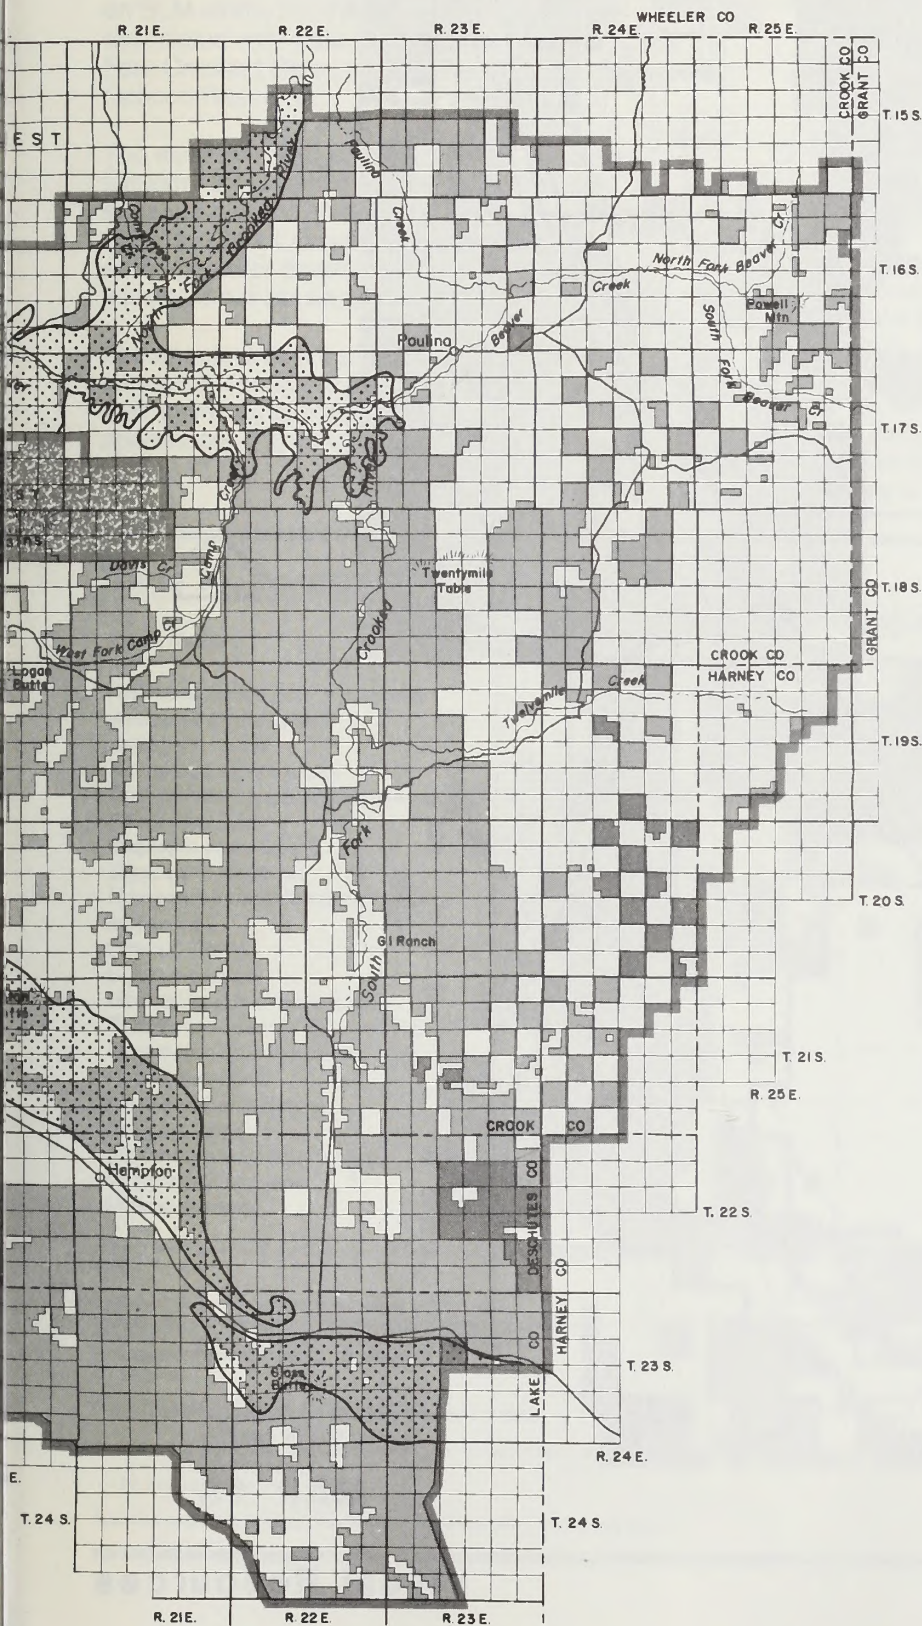 WHEELER CO
R. 21 E.
R. 22 E.
R. 23 E.
R. 24 E.
R. 25 E.
CROOK CO
GRANT CO
T. 15 S.
EST
Paulina
Creek
North Fork Crooked River
T. 16 S.
North Fork Beaver Cr
Creek
Powell
Mtn
South Fork Beaver Cr
Paulina
Beaver
Cr
T. 17 S.
River
Creek
Camp
Davis Cr
Twentymile
Table
T. 18 S.
GRANT CO
Crooked
West Fork Camp Cr
Logan
Butte
CROOK CO
HARNEY CO
Twelvemile Creek
T. 19 S.
Fork
T. 20 S.
GI Ranch
South
T. 21 S.
R. 25 E.
CROOK CO
Hampton
DESCHUTES CO
T. 22 S.
HARNEY CO
LAKE CO
T. 23 S.
Glass
Butte
R. 24 E.
E.
T. 24 S.
T. 24 S.
R. 21 E.
R. 22 E.
R. 23 E.